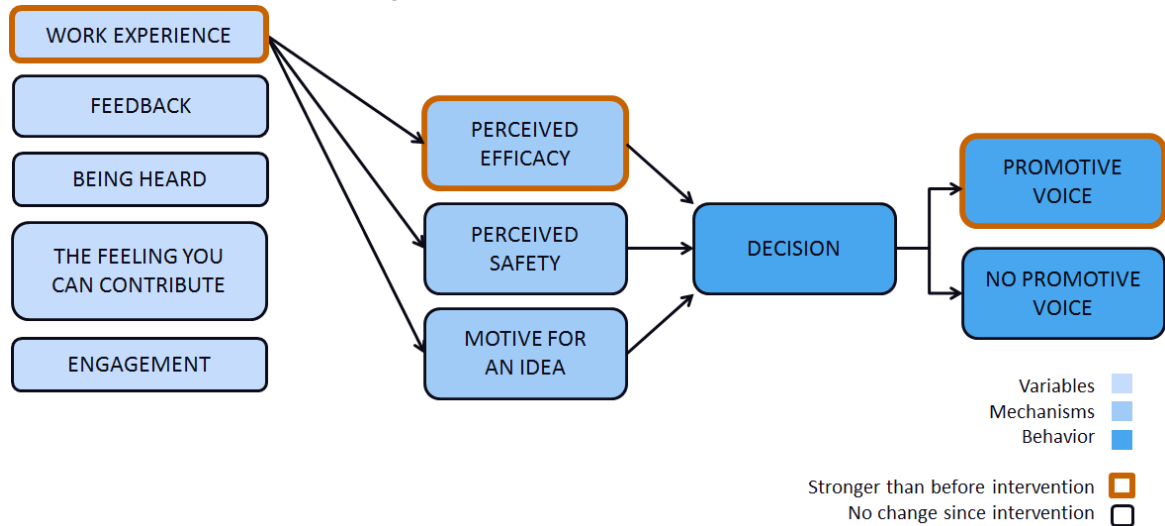 WORK EXPERIENCE
FEEDBACK
BEING HEARD
THE FEELING YOU
CAN CONTRIBUTE
ENGAGEMENT
PERCEIVED
EFFICACY
PERCEIVED
SAFETY
MOTIVE FOR
AN IDEA
DECISION
PROMOTIVE
VOICE
NO PROMOTIVE
VOICE
Variables
Mechanisms
Behavior
Stronger than before intervention
No change since intervention